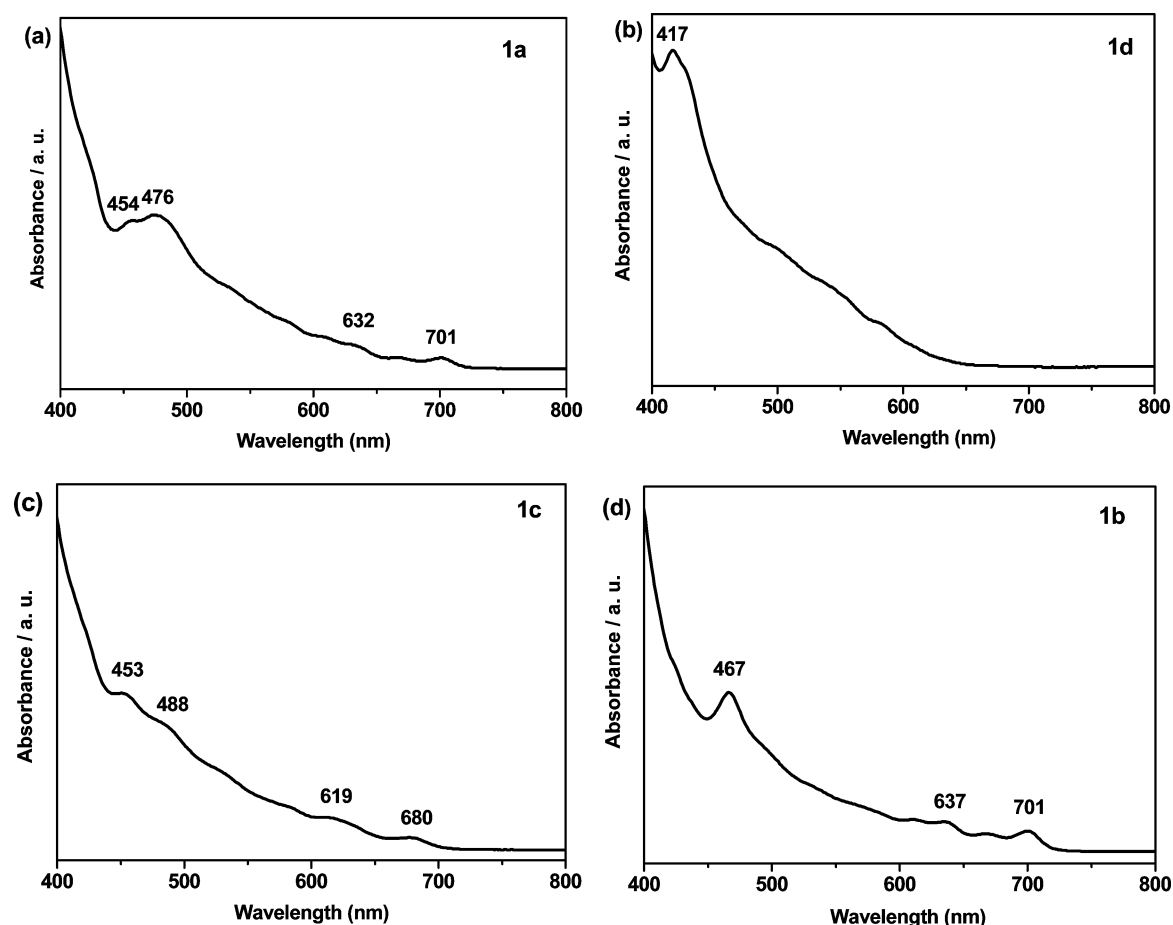 (a)
1a
454 476
632
701
Absorbance / a. u.
400 500 600 700 800
Wavelength (nm)
(b)
417
1d
Absorbance / a. u.
400 500 600 700 800
Wavelength (nm)
(c)
1c
453
488
619
680
Absorbance / a. u.
400 500 600 700 800
Wavelength (nm)
(d)
1b
467
637
701
Absorbance / a. u.
400 500 600 700 800
Wavelength (nm)